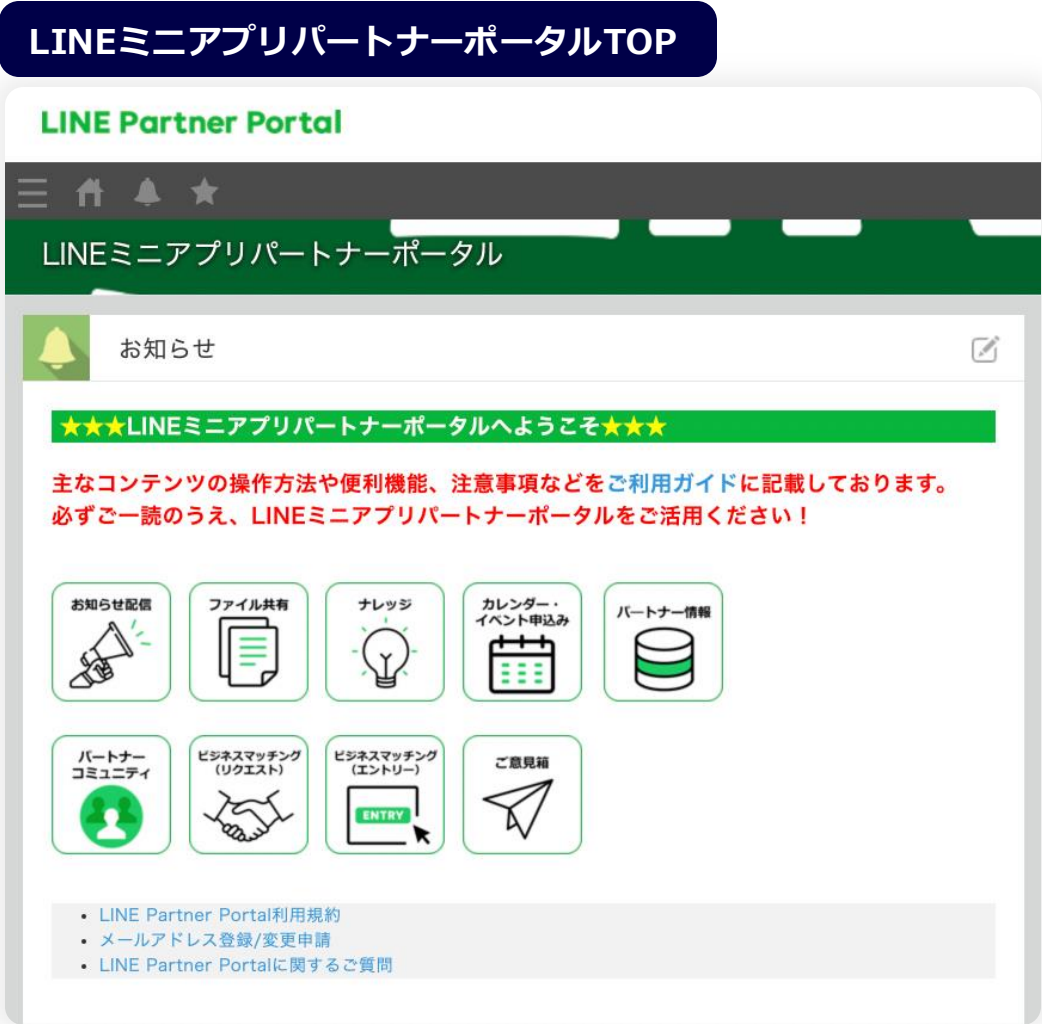 LINEミニアプリパートナーポータルTOP
LINE Partner Portal
LINEミニアプリパートナーポータル
お知らせ
★★★LINEミニアプリパートナーポータルへようこそ★★★
主なコンテンツの操作方法や便利機能、注意事項などをご利用ガイドに記載しております。
必ずご一読のうえ、LINEミニアプリパートナーポータルをご活用ください！
お知らせ配信
ファイル共有
ナレッジ
カレンダー・
イベント申込み
パートナー情報
パートナー
コミュニティ
ビジネスマッチング
（リクエスト）
ビジネスマッチング
（エントリー）
ENTRY
ご意見箱
• LINE Partner Portal利用規約
• メールアドレス登録/変更申請
• LINE Partner Portalに関するご質問